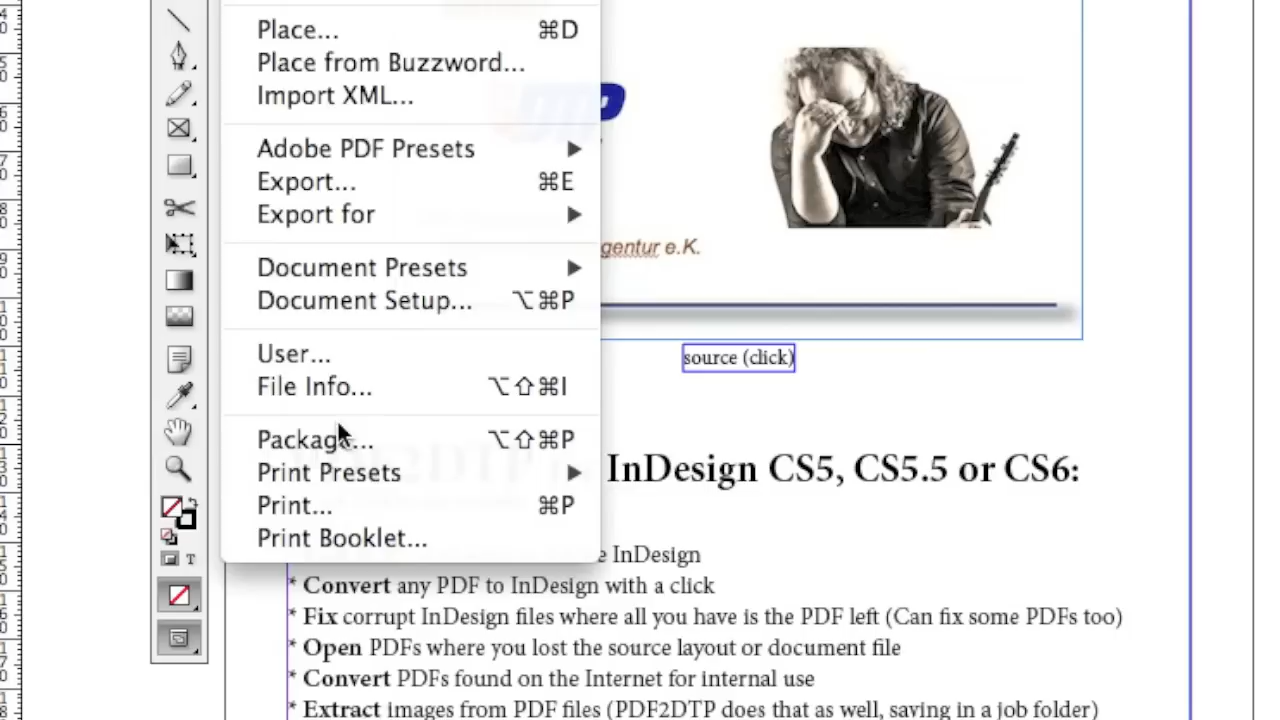 Place... ⌘D
Place from Buzzword...
Import XML...
Adobe PDF Presets
Export... ⌘E
Export for
gentur e.K.
Document Presets
Document Setup... ⌥⌘P
User...
source (click)
File Info... ⌥⇧⌘I
Package... ⌥⇧⌘P
Print Presets
InDesign CS5, CS5.5 or CS6:
Print... ⌘P
Print Booklet...
e InDesign
* Convert any PDF to InDesign with a click
* Fix corrupt InDesign files where all you have is the PDF left (Can fix some PDFs too)
* Open PDFs where you lost the source layout or document file
* Convert PDFs found on the Internet for internal use
* Extract images from PDF files (PDF2DTP does that as well, saving in a job folder)